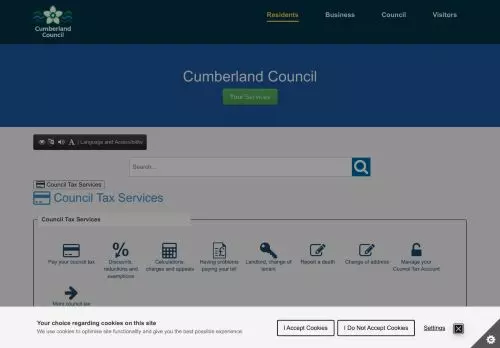 Cumberland
Council
Residents
Business
Council
Visitors
Cumberland Council
Your Services
| Language and Accessibility
Search...
Council Tax Services
Council Tax Services
Council Tax Services
Pay your council tax
Discounts,
reductions and
exemptions
Calculations,
charges and appeals
Having problems
paying your bill
Landlord, change of
tenant
Report a death
Change of address
Manage your
Council Tax Account
More council tax
Your choice regarding cookies on this site
We use cookies to optimise site functionality and give you the best possible experience.
I Accept Cookies
I Do Not Accept Cookies
Settings